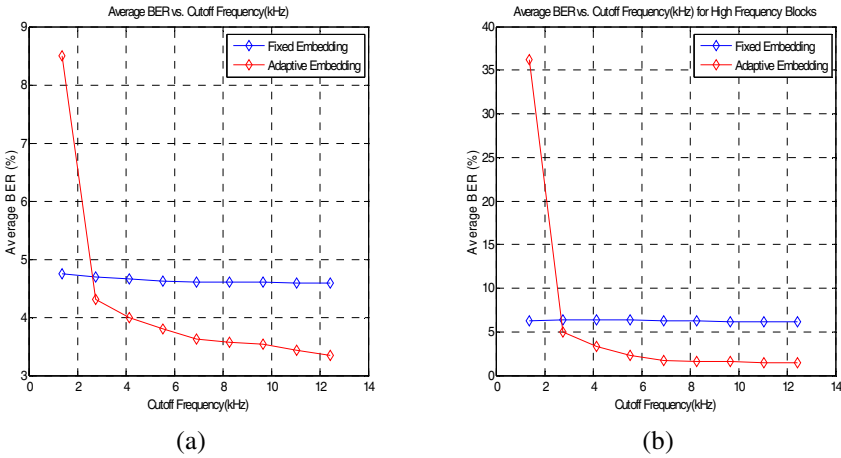 Average BER vs. Cutoff Frequency(kHz)
9
8
7
6
5
4
3
Average BER (%)
Fixed Embedding
Adaptive Embedding
0 2 4 6 8 10 12 14
Cutoff Frequency(kHz)
(a)
Average BER vs. Cutoff Frequency(kHz) for High Frequency Blocks
40
35
30
25
20
15
10
5
0
Average BER (%)
Fixed Embedding
Adaptive Embedding
0 2 4 6 8 10 12 14
Cutoff Frequency(kHz)
(b)